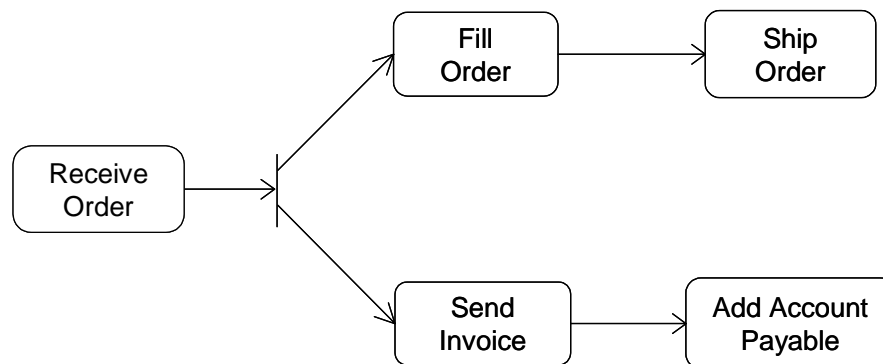 Fill
Order
Ship
Order
Receive
Order
Send
Invoice
Add Account
Payable